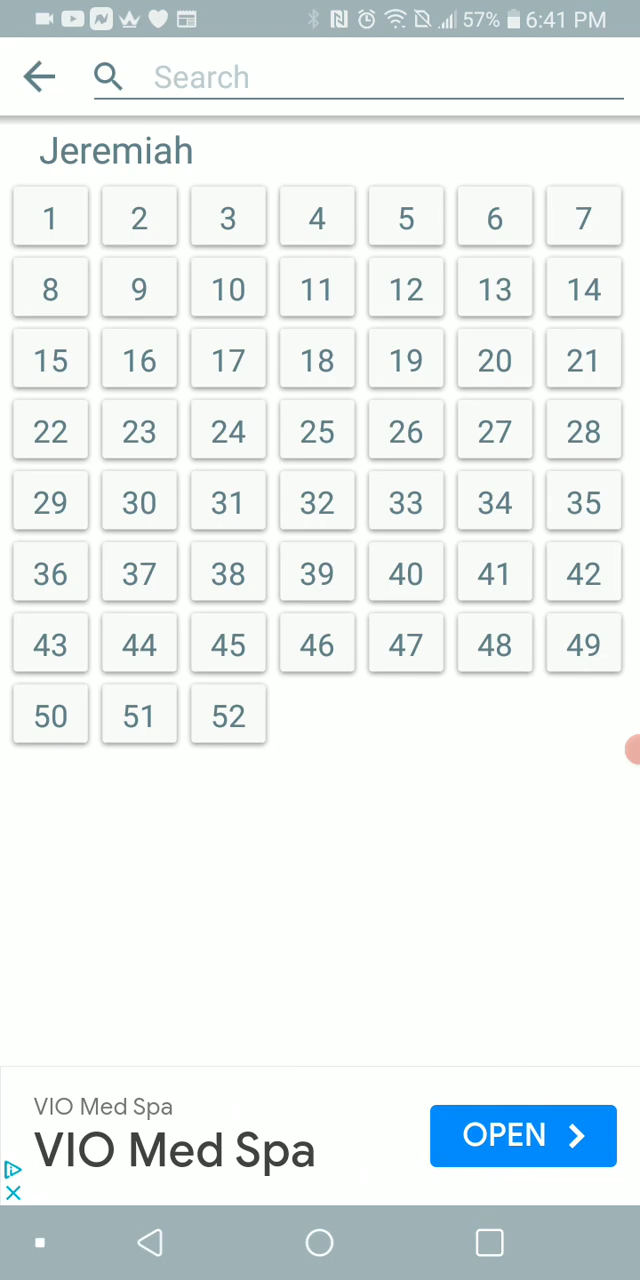 57% 6:41 PM
Search
Jeremiah
1 2 3 4 5 6 7
8 9 10 11 12 13 14
15 16 17 18 19 20 21
22 23 24 25 26 27 28
29 30 31 32 33 34 35
36 37 38 39 40 41 42
43 44 45 46 47 48 49
50 51 52
VIO Med Spa
VIO Med Spa
OPEN